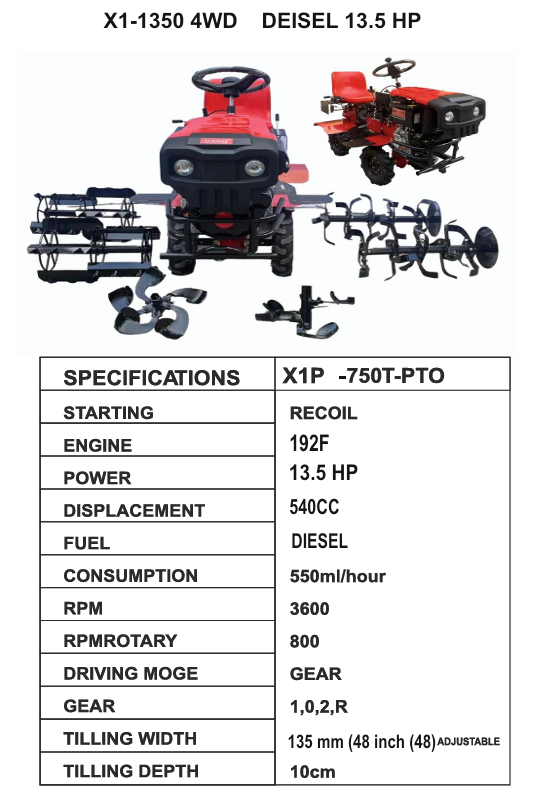 X1-1350 4WD DEISEL 13.5 HP
SPECIFICATIONS X1P -750T-PTO
STARTING RECOIL
ENGINE 192F
POWER 13.5 HP
DISPLACEMENT 540CC
FUEL DIESEL
CONSUMPTION 550ml/hour
RPM 3600
RPMROTARY 800
DRIVING MOGE GEAR
GEAR 1,0,2,R
TILLING WIDTH 135 mm (48 inch (48) ADJUSTABLE
TILLING DEPTH 10cm